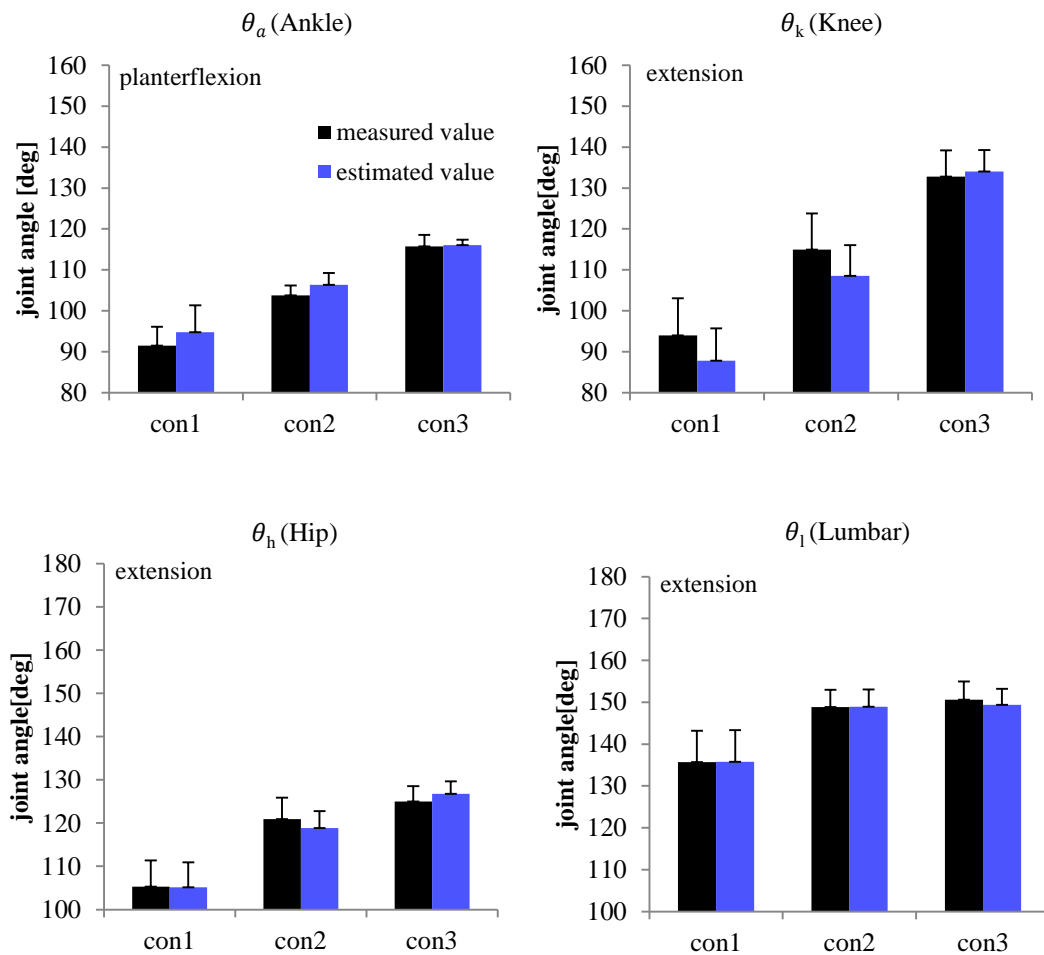 θa (Ankle)
160
150
140
130
120
110
100
90
80
joint angle [deg]
planterflexion
measured value
estimated value
con1 con2 con3
θk (Knee)
160
150
140
130
120
110
100
90
80
joint angle[deg]
extension
con1 con2 con3
θh (Hip)
180
170
160
150
140
130
120
110
100
joint angle[deg]
extension
con1 con2 con3
θl (Lumbar)
180
170
160
150
140
130
120
110
100
joint angle[deg]
extension
con1 con2 con3